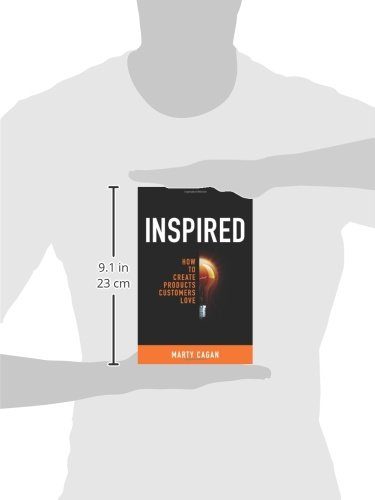 INSPIRED
HOW
TO
CREATE
PRODUCTS
CUSTOMERS
LOVE
MARTY CAGAN
9.1 in
23 cm